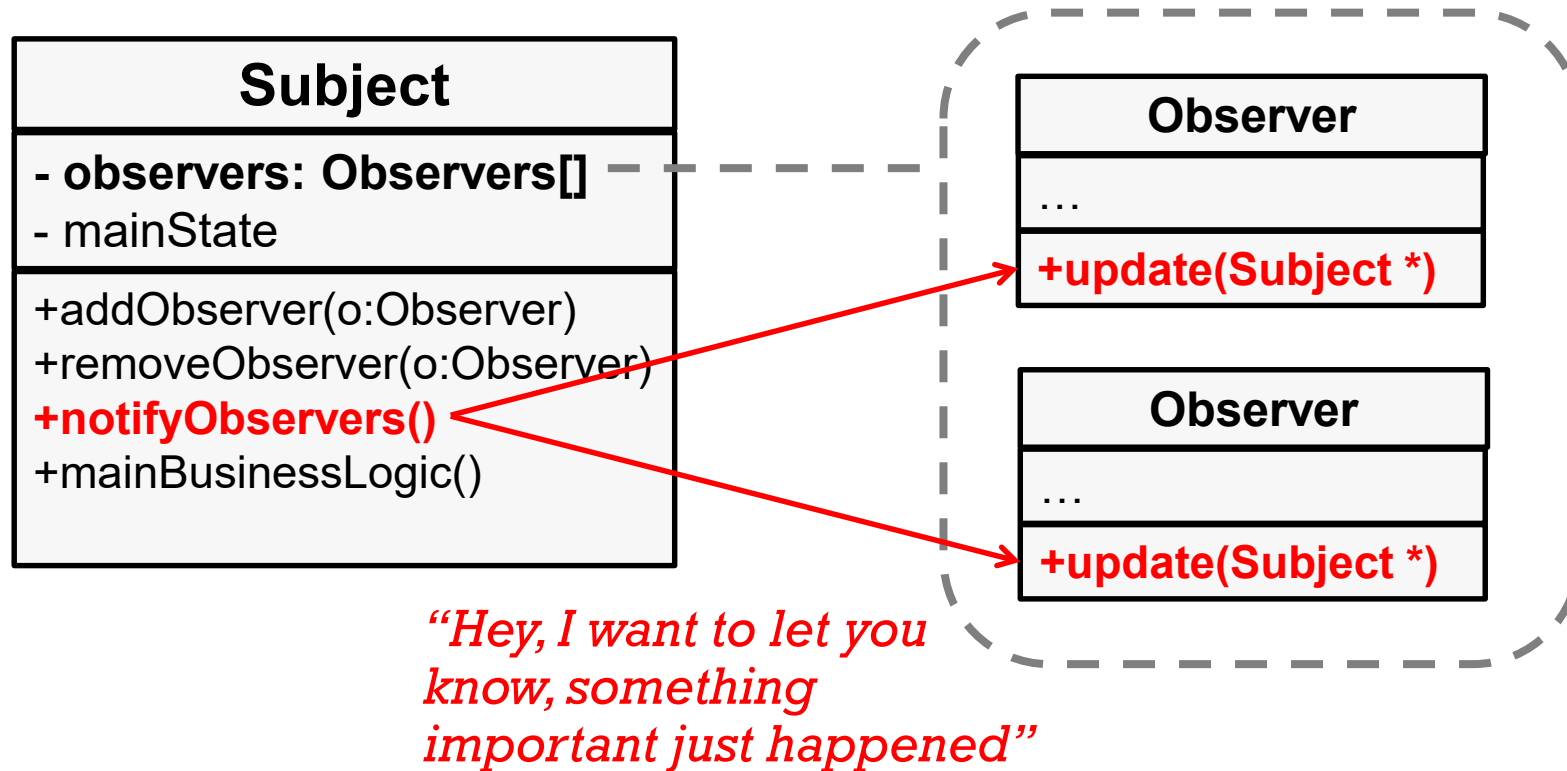 Subject
- observers: Observers[]
- mainState
+addObserver(o:Observer)
+removeObserver(o:Observer)
+notifyObservers()
+mainBusinessLogic()
Observer
...
+update(Subject *)
Observer
...
+update(Subject *)
“Hey, I want to let you
know, something
important just happened”